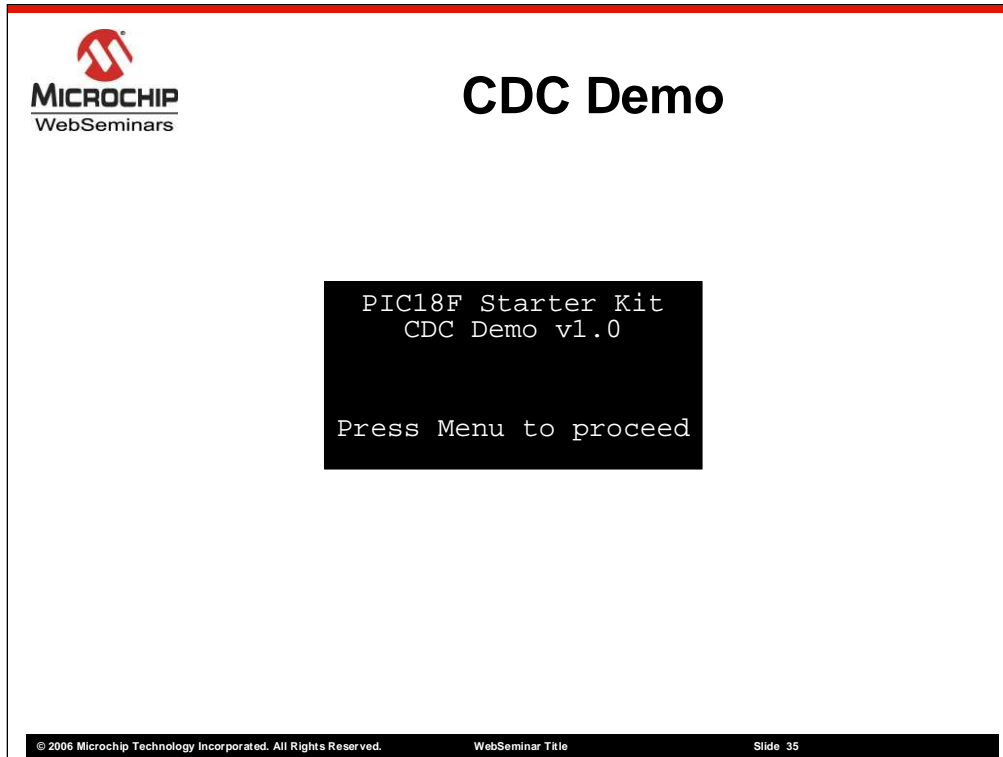 MICROCHIP
WebSeminars
CDC Demo
PIC18F Starter Kit
CDC Demo v1.0
Press Menu to proceed
© 2006 Microchip Technology Incorporated. All Rights Reserved. WebSeminar Title Slide 35